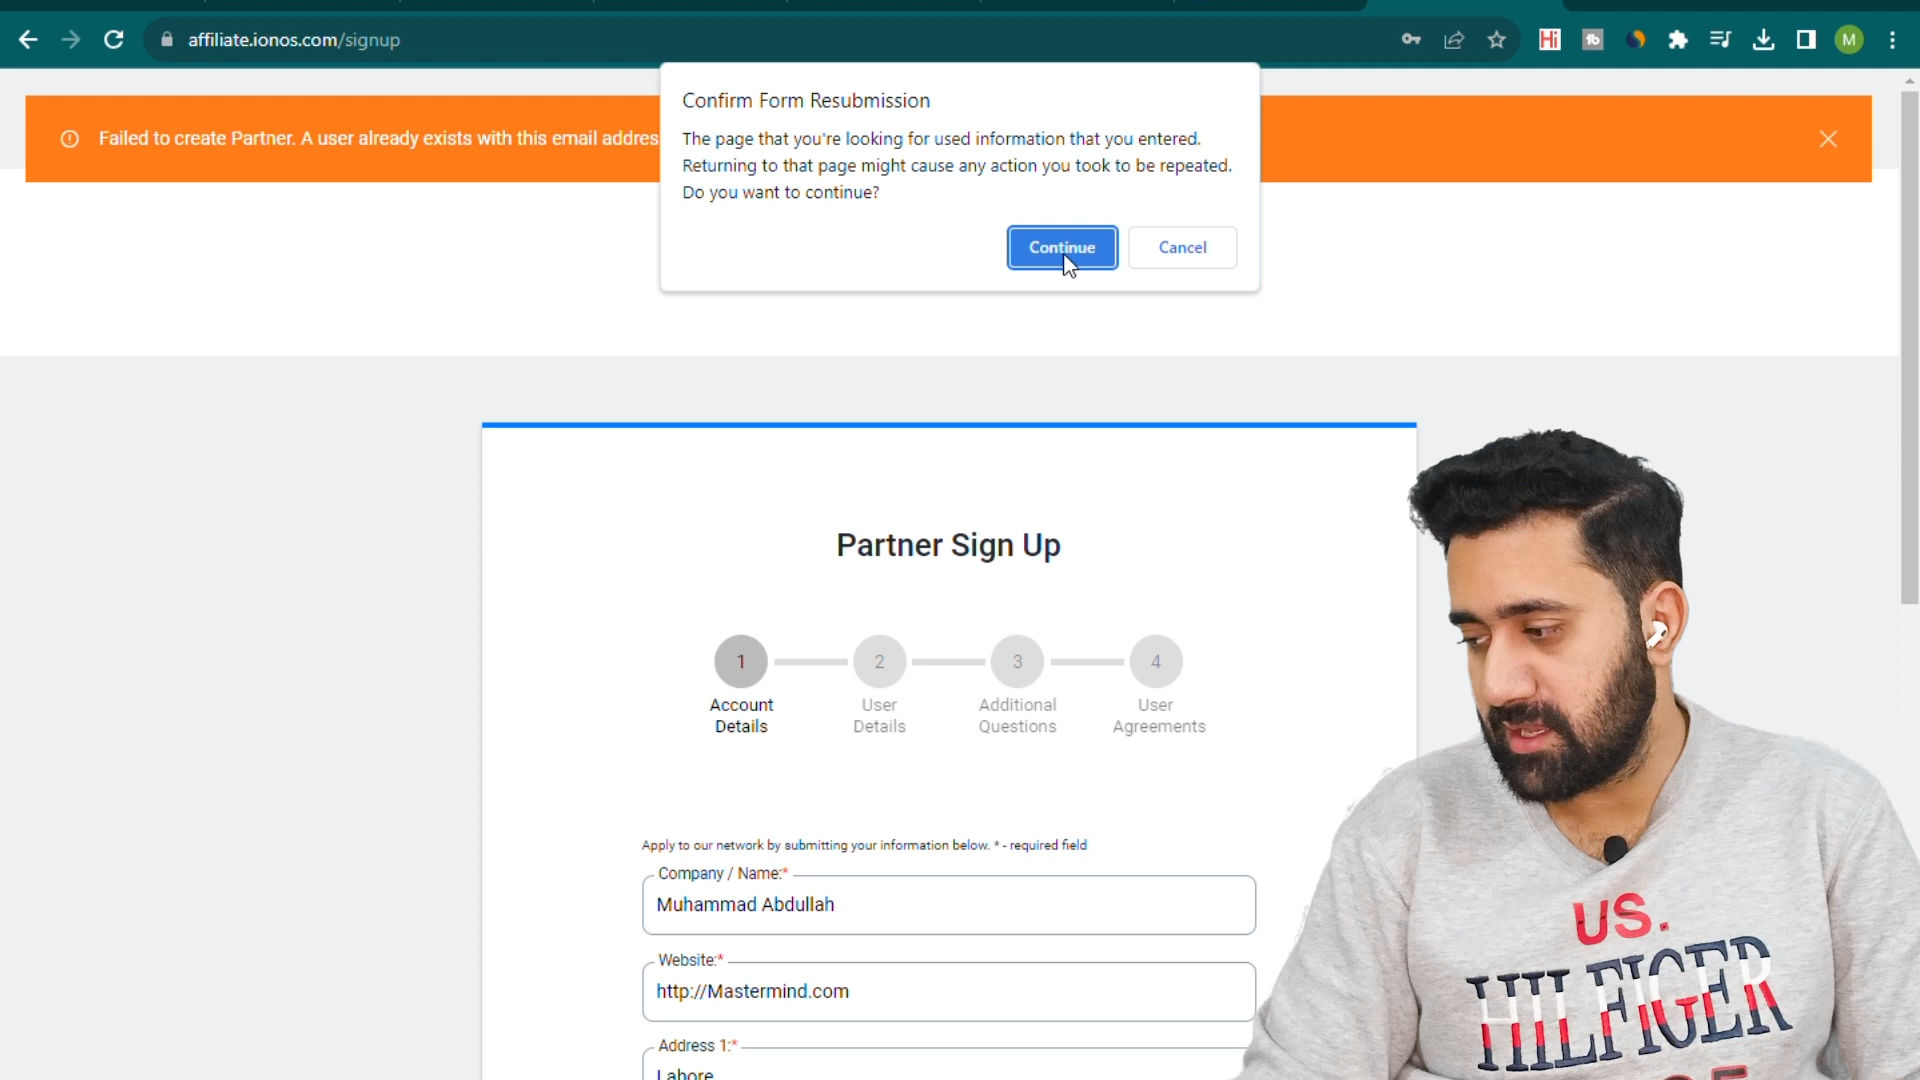 affiliate.ionos.com/signup
Hi
tb
M
Confirm Form Resubmission
The page that you're looking for used information that you entered.
Returning to that page might cause any action you took to be repeated.
Do you want to continue?
Continue
Cancel
Failed to create Partner. A user already exists with this email addres
Partner Sign Up
1
2
3
4
Account
Details
User
Details
Additional
Questions
User
Agreements
Apply to our network by submitting your information below. * - required field
Company / Name:*
Muhammad Abdullah
Website:*
http://Mastermind.com
Address 1:*
Lahore
US.
HILFIGER